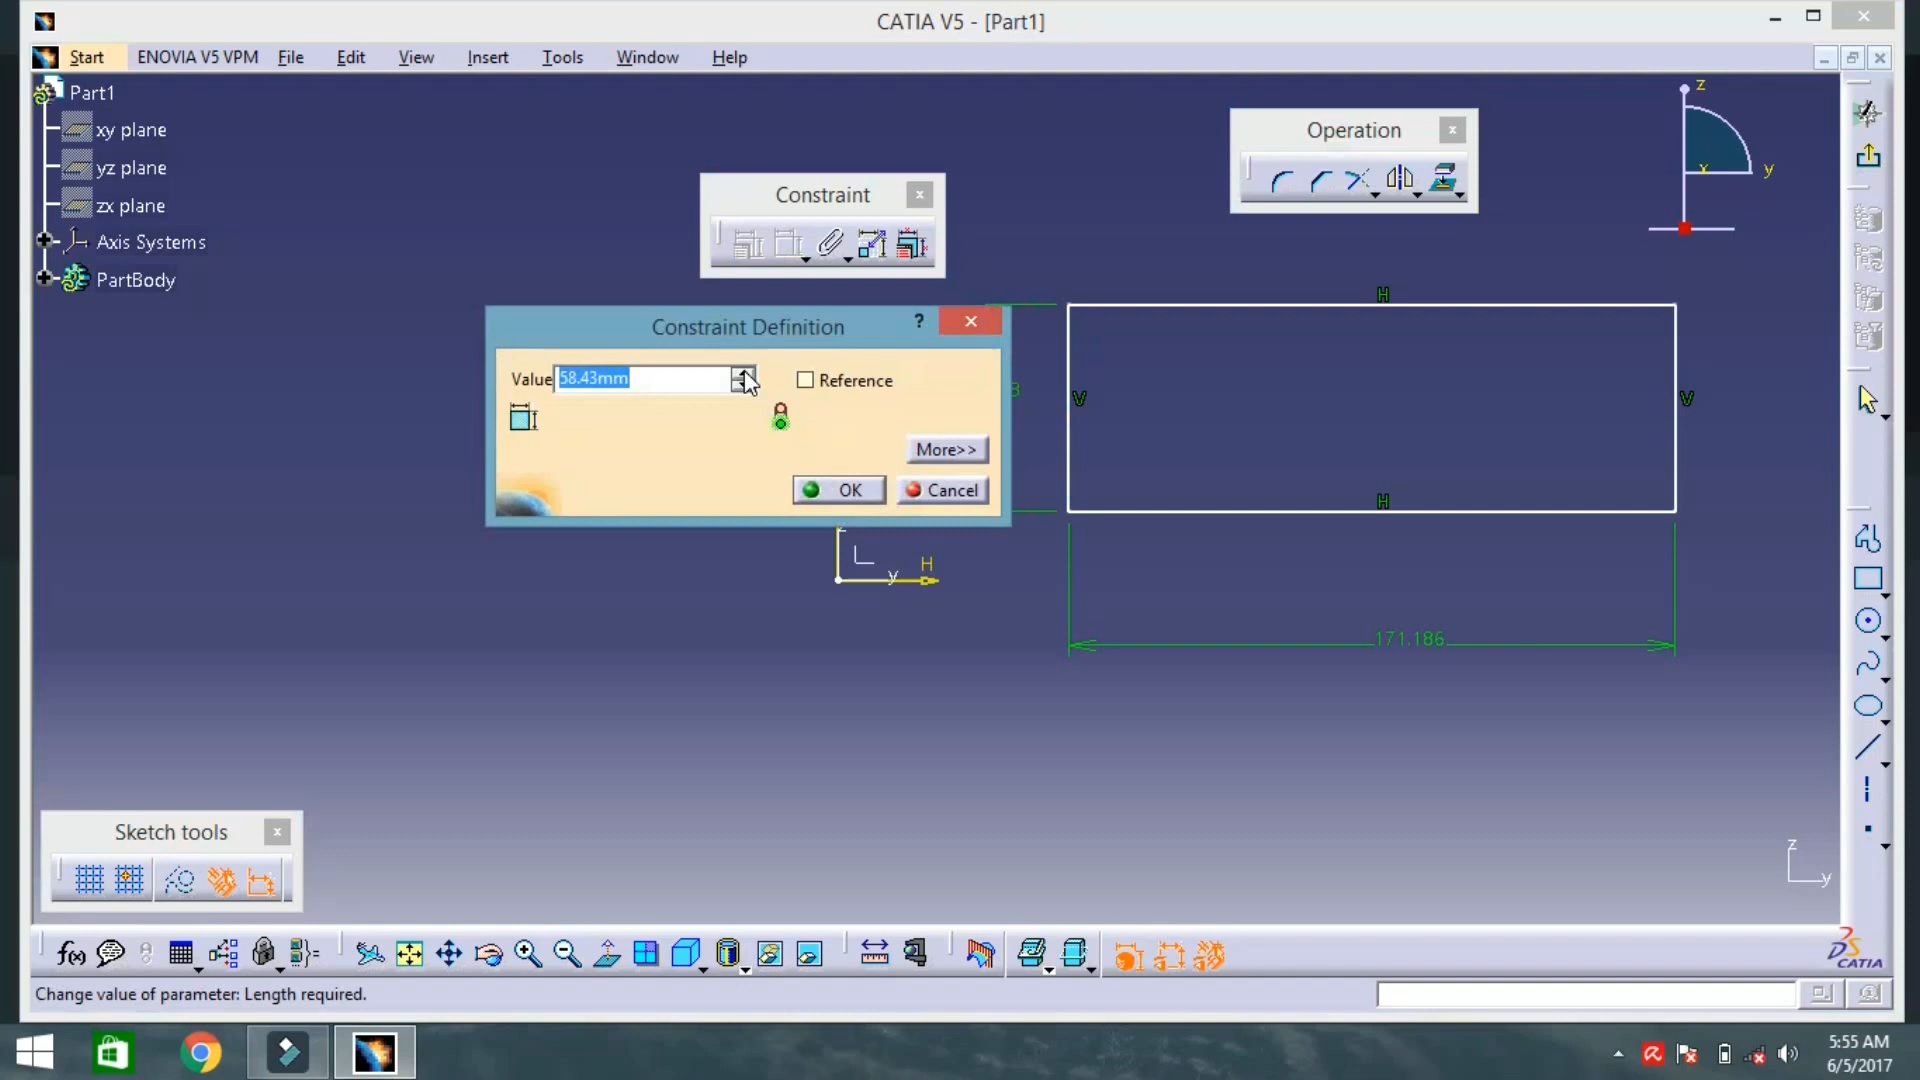 CATIA V5 - [Part1]
Start ENOVIA V5 VPM File Edit View Insert Tools Window Help
Part1
xy plane
yz plane
zx plane
Axis Systems
PartBody
Constraint
Operation
z
x
y
Constraint Definition ?
Value 58.43mm
Reference
More>>
OK
Cancel
H
V
V
H
H
y
171.186
Sketch tools
z
y
f(x)
DS
CATIA
Change value of parameter: Length required.
5:55 AM
6/5/2017